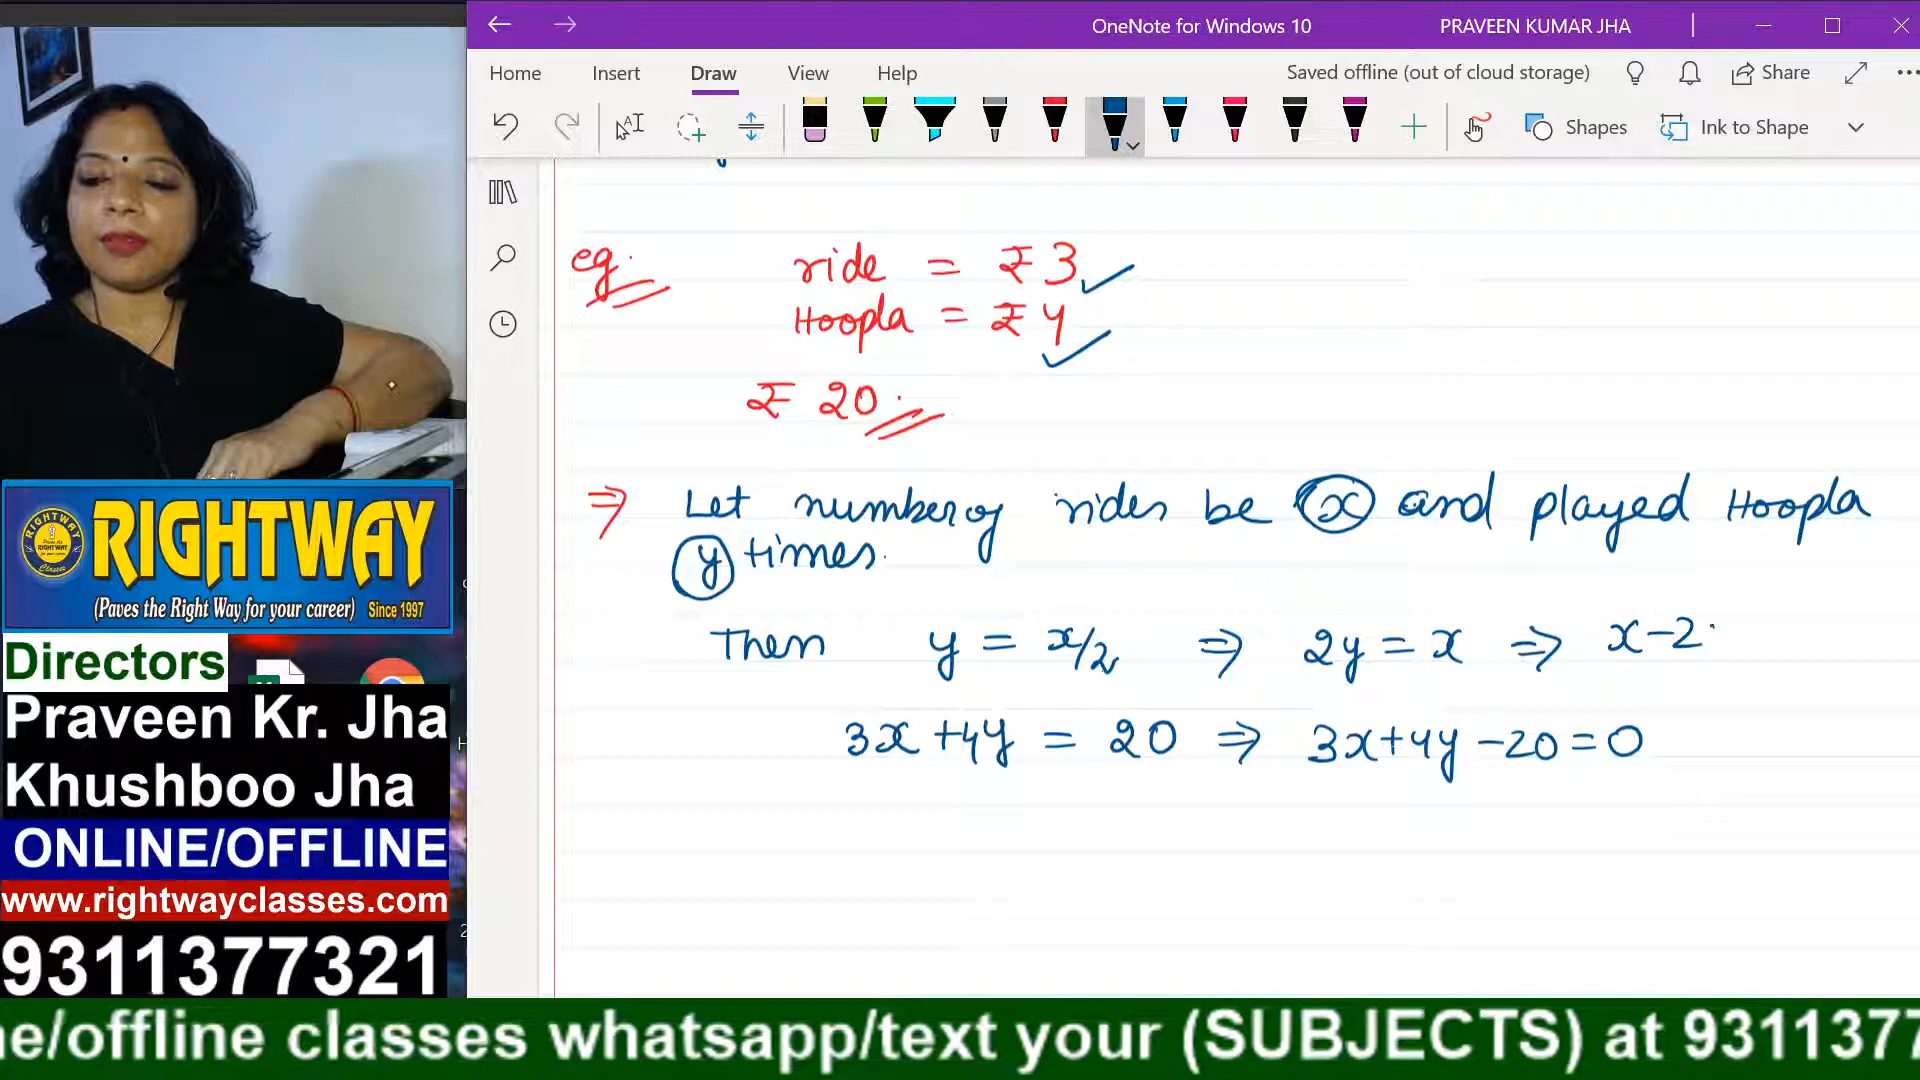 OneNote for Windows 10 PRAVEEN KUMAR JHA
Home Insert Draw View Help Saved offline (out of cloud storage) Share
Shapes Ink to Shape
eg. ride = ₹ 3
Hoopla = ₹ 4
₹ 20
⇒ Let number of rides be x and played Hoopla
y times.
Then y = x/2 ⇒ 2y = x ⇒ x-2
3x+4y = 20 ⇒ 3x+4y-20=0
RIGHTWAY
RIGHTWAY
Classes
(Paves the Right Way for your career) Since 1997
Directors
Praveen Kr. Jha
Khushboo Jha
ONLINE/OFFLINE
www.rightwayclasses.com
9311377321
ne/offline classes whatsapp/text your (SUBJECTS) at 9311377